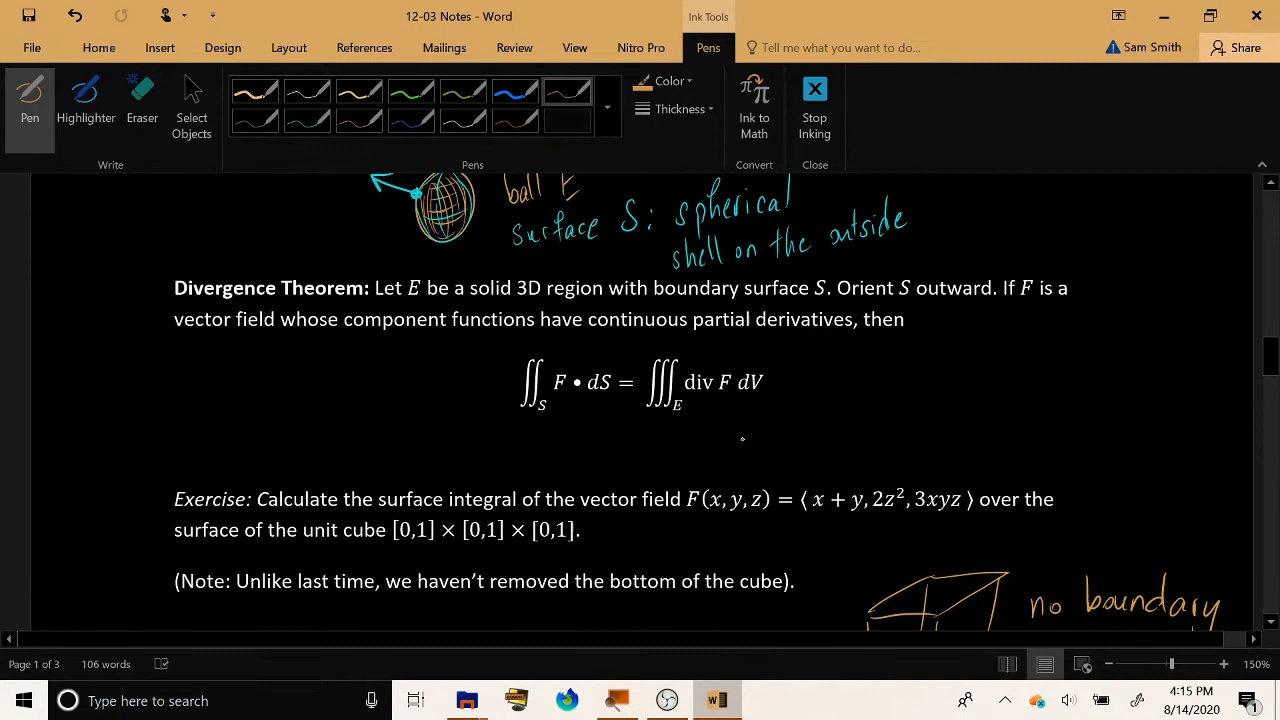 12-03 Notes - Word
Ink Tools
File Home Insert Design Layout References Mailings Review View Nitro Pro Pens Tell me what you want to do... Sam Smith Share
Pen Highlighter Eraser Select Objects Color Thickness Ink to Math Stop Inking
Write Pens Convert Close
ball E
surface S: spherical
shell on the outside
Divergence Theorem: Let E be a solid 3D region with boundary surface S. Orient S outward. If F is a
vector field whose component functions have continuous partial derivatives, then
∬_S F • dS = ∭_E div F dV
Exercise: Calculate the surface integral of the vector field F(x, y, z) = ⟨ x + y, 2z², 3xyz ⟩ over the
surface of the unit cube [0,1] × [0,1] × [0,1].
(Note: Unlike last time, we haven't removed the bottom of the cube).
no boundary
Page 1 of 3 106 words 150%
Type here to search
4:15 PM
8/14/2020
1